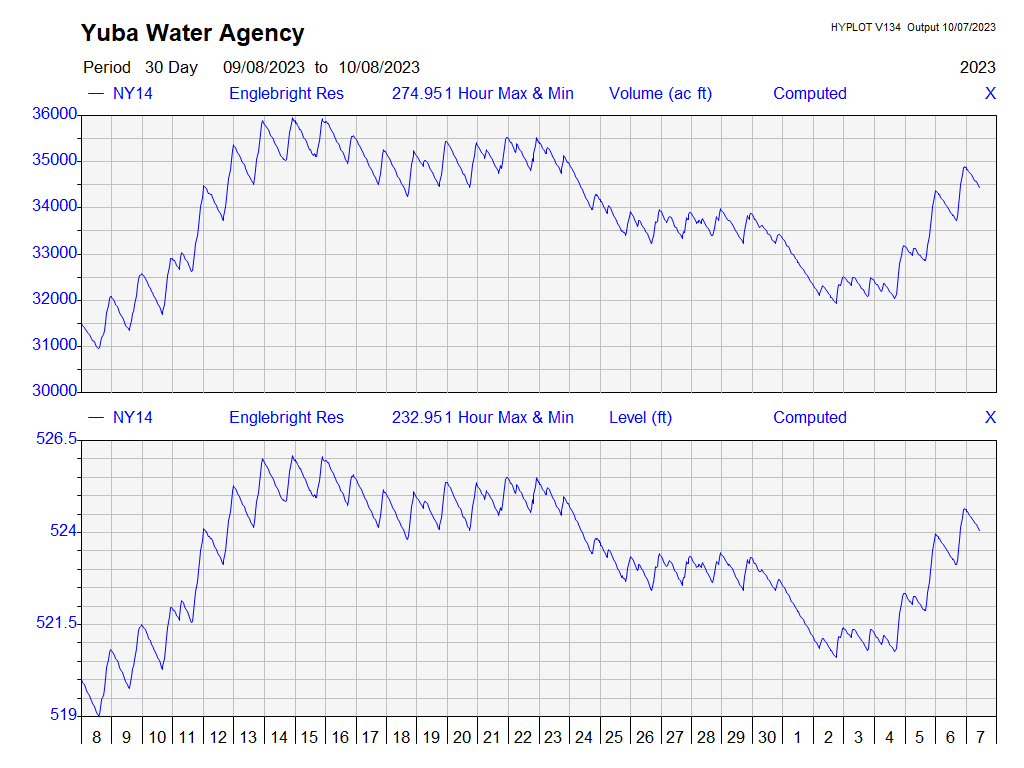 Yuba Water Agency
HYPLOT V134 Output 10/07/2023
Period 30 Day 09/08/2023 to 10/08/2023 2023
NY14 Englebright Res 274.951 Hour Max & Min Volume (ac ft) Computed X
36000
35000
34000
33000
32000
31000
30000
NY14 Englebright Res 232.951 Hour Max & Min Level (ft) Computed X
526.5
524
521.5
519
8 9 10 11 12 13 14 15 16 17 18 19 20 21 22 23 24 25 26 27 28 29 30 1 2 3 4 5 6 7